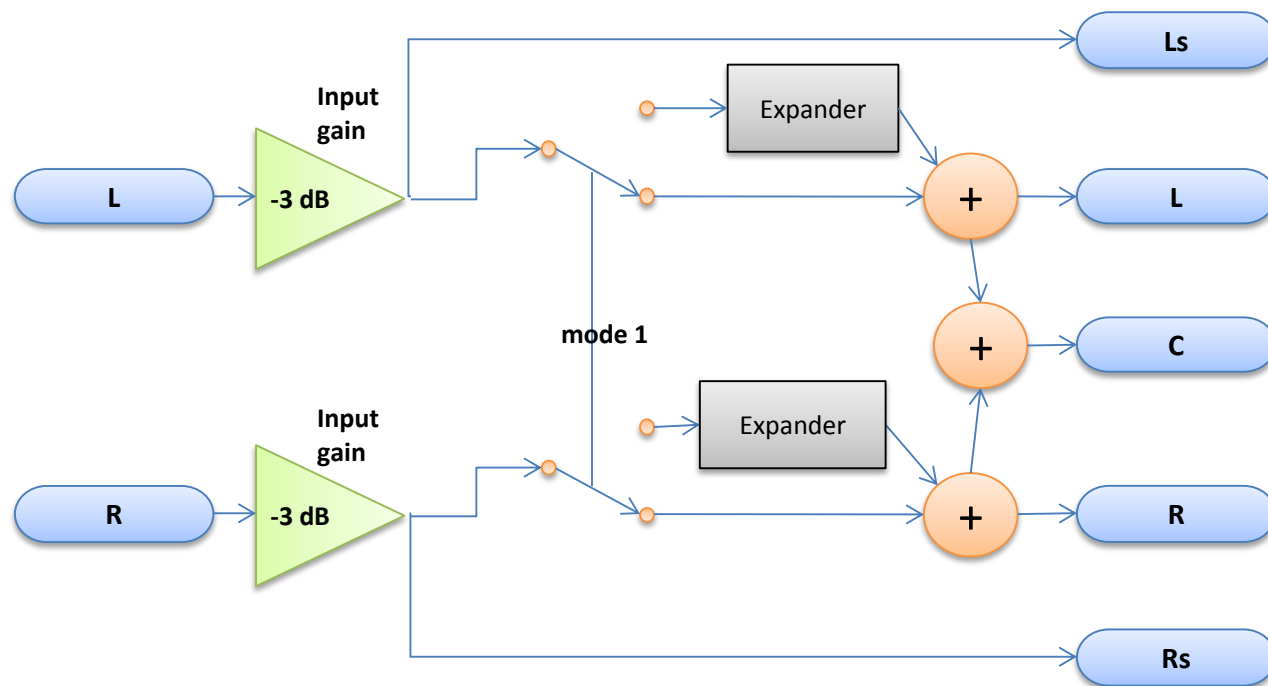 Ls
Input
gain
Expander
L
-3 dB
+
L
mode 1
+
C
Input
gain
Expander
R
-3 dB
+
R
Rs